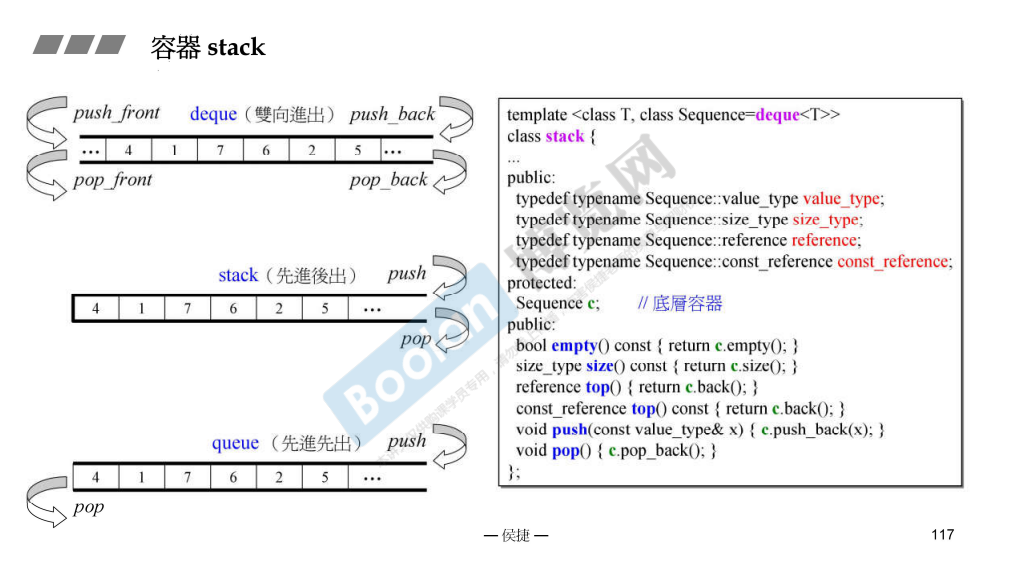 容器 stack
push_front
deque（雙向進出）
push_back
... 4 1 7 6 2 5 ...
pop_front
pop_back
stack（先進後出）
push
4 1 7 6 2 5 ...
pop
queue （先進先出）
push
4 1 7 6 2 5 ...
pop
template <class T, class Sequence=deque<T>>
class stack {
...
public:
typedef typename Sequence::value_type value_type;
typedef typename Sequence::size_type size_type;
typedef typename Sequence::reference reference;
typedef typename Sequence::const_reference const_reference;
protected:
Sequence c; // 底層容器
public:
bool empty() const { return c.empty(); }
size_type size() const { return c.size(); }
reference top() { return c.back(); }
const_reference top() const { return c.back(); }
void push(const value_type& x) { c.push_back(x); }
void pop() { c.pop_back(); }
};
Boolan 博览网
— 侯捷 —
117